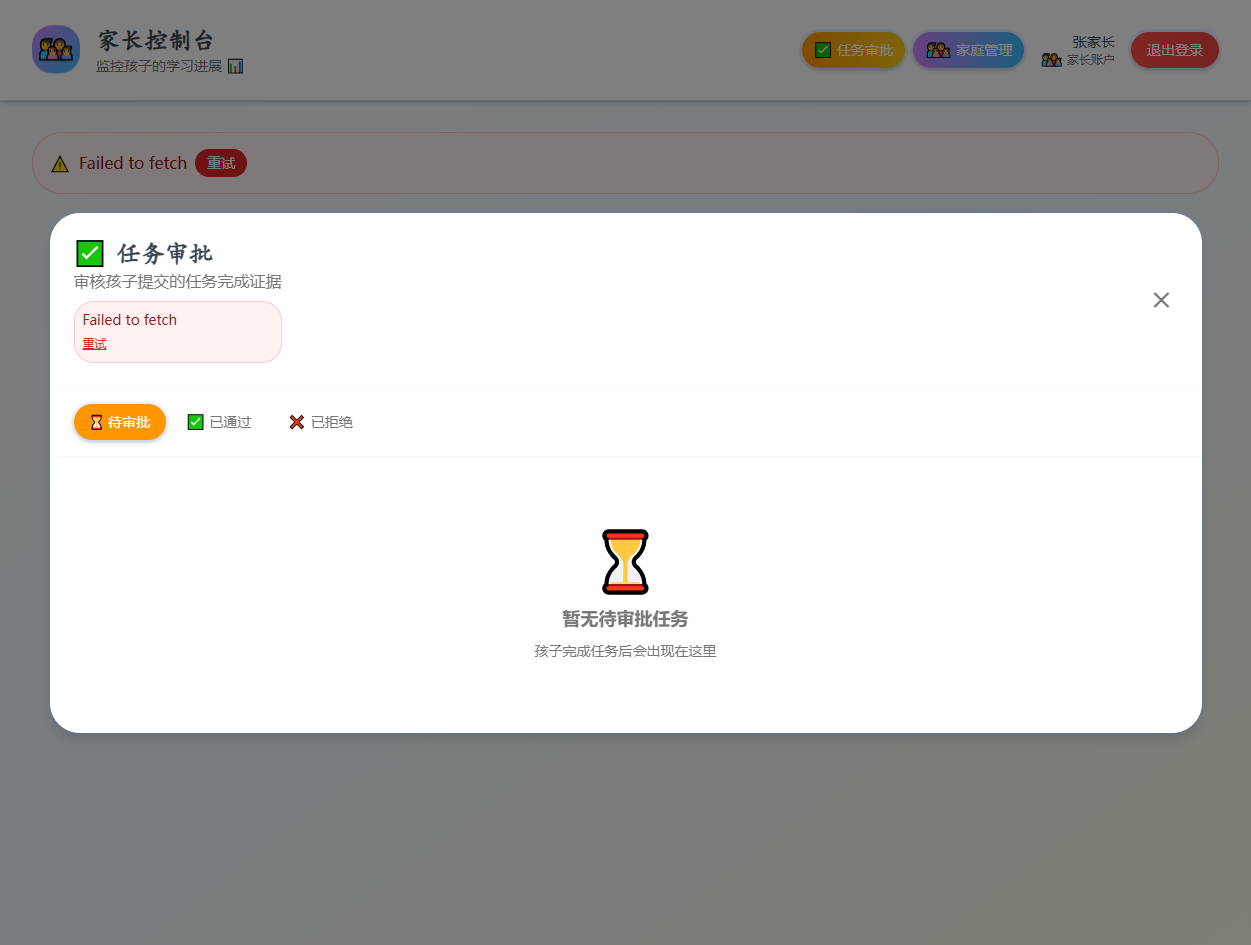 家长控制台
监控孩子的学习进展
任务审批
家庭管理
张家长
家长账户
退出登录
Failed to fetch
重试
任务审批
审核孩子提交的任务完成证据
Failed to fetch
重试
待审批
已通过
已拒绝
暂无待审批任务
孩子完成任务后会出现在这里